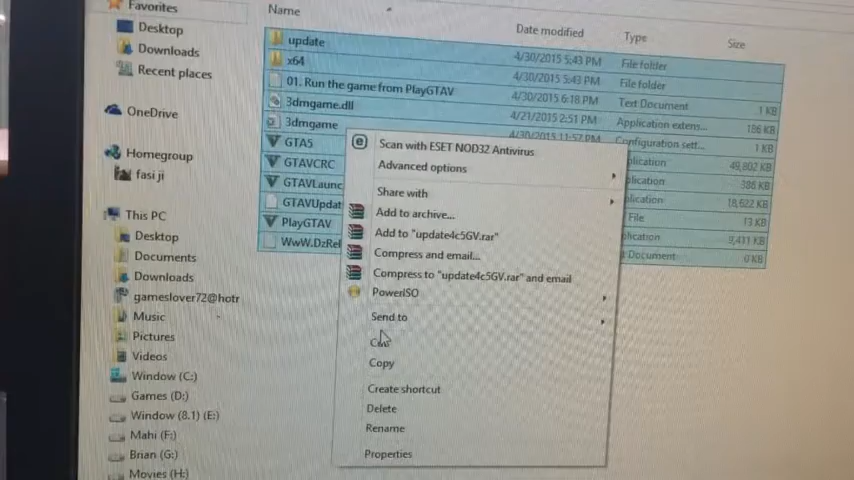 Favorites
Desktop
Downloads
Recent places
OneDrive
Homegroup
fasi ji
This PC
Desktop
Documents
Downloads
gameslover72@hotr
Music
Pictures
Videos
Window (C:)
Games (D:)
Window (8.1) (E:)
Mahi (F:)
Brian (G:)
Movies (H:)
Name Date modified Type Size
update 4/30/2015 5:43 PM File folder
x64 4/30/2015 5:43 PM File folder
01. Run the game from PlayGTAV 4/30/2015 6:18 PM Text Document 1 KB
3dmgame.dll 4/21/2015 2:51 PM Application extens... 186 KB
3dmgame 4/30/2015 11:57 PM Configuration sett... 1 KB
GTA5 plication 49,802 KB
GTAVCRC plication 386 KB
GTAVLaunc plication 18,622 KB
GTAVUpdat File 13 KB
PlayGTAV plication 9,411 KB
WwW.DzRel t Document 0 KB
Scan with ESET NOD32 Antivirus
Advanced options
Share with
Add to archive...
Add to "update4c5GV.rar"
Compress and email...
Compress to "update4c5GV.rar" and email
PowerISO
Send to
Cut
Copy
Create shortcut
Delete
Rename
Properties